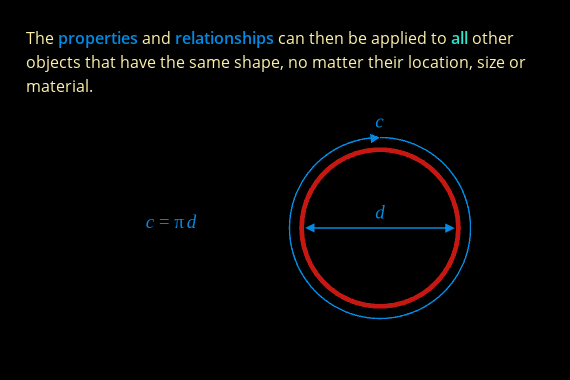 The properties and relationships can then be applied to all other
objects that have the same shape, no matter their location, size or
material.
c
d
c = π d